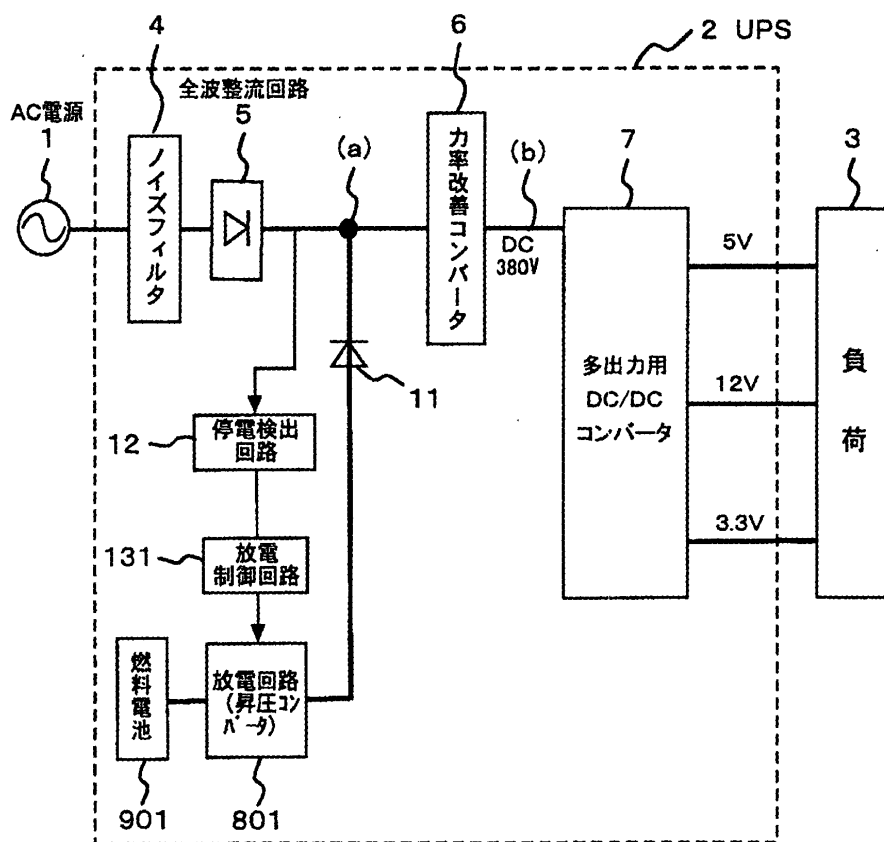 4
6
2 UPS
全波整流回路
5
AC電源
1
ノイズフィルタ
(a)
力率改善コンバータ
(b)
7
3
DC
380V
5V
12V
3.3V
多出力用
DC/DC
コンバータ
負
荷
11
12
停電検出
回路
131
放電
制御回路
燃料電池
放電回路
(昇圧コン
バータ)
901
801